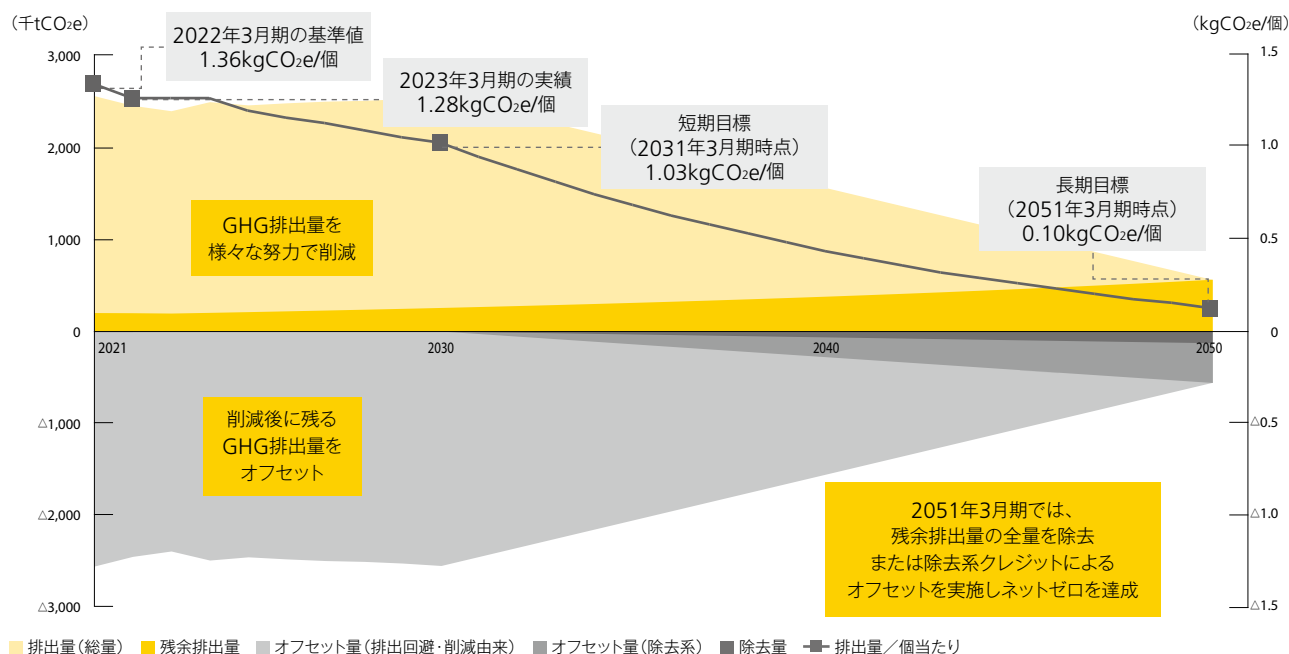 (千tCO2e)
(kgCO2e/個)
2022年3月期の基準値
1.36kgCO2e/個
2023年3月期の実績
1.28kgCO2e/個
短期目標
(2031年3月期時点)
1.03kgCO2e/個
長期目標
(2051年3月期時点)
0.10kgCO2e/個
3,000
2,000
1,000
0
△1,000
△2,000
△3,000
1.5
1.0
0.5
0
△0.5
△1.0
△1.5
GHG排出量を
様々な努力で削減
2021
2030
2040
2050
削減後に残る
GHG排出量を
オフセット
2051年3月期では、
残余排出量の全量を除去
または除去系クレジットによる
オフセットを実施しネットゼロを達成
排出量(総量) 残余排出量 オフセット量(排出回避・削減由来) オフセット量(除去系) 除去量 排出量/個当たり